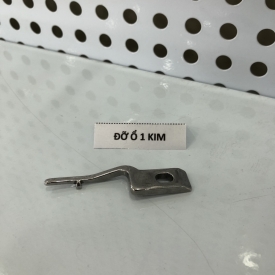 ĐỠ Ổ 1 KIM